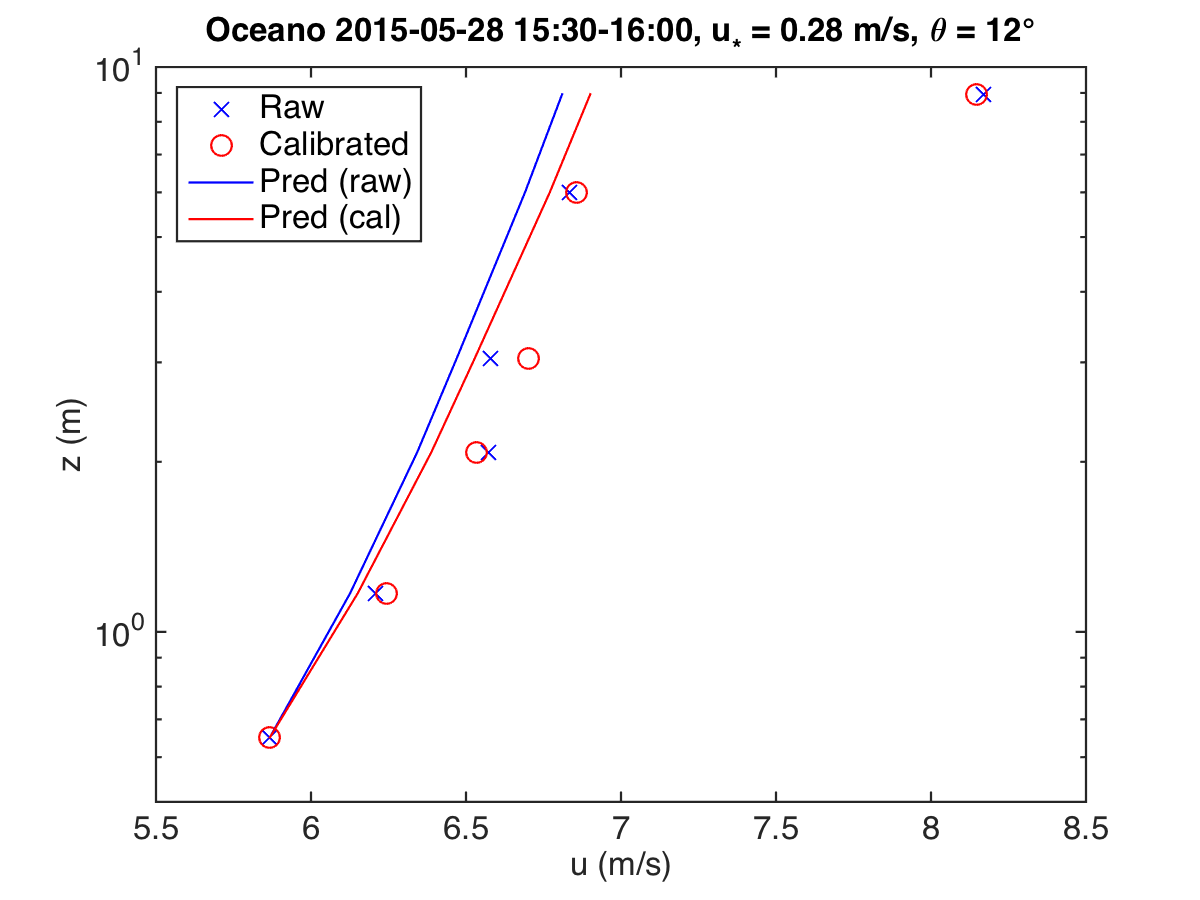 Oceano 2015-05-28 15:30-16:00, u* = 0.28 m/s, θ = 12°
10¹
Raw
Calibrated
Pred (raw)
Pred (cal)
z (m)
10⁰
5.5 6 6.5 7 7.5 8 8.5
u (m/s)